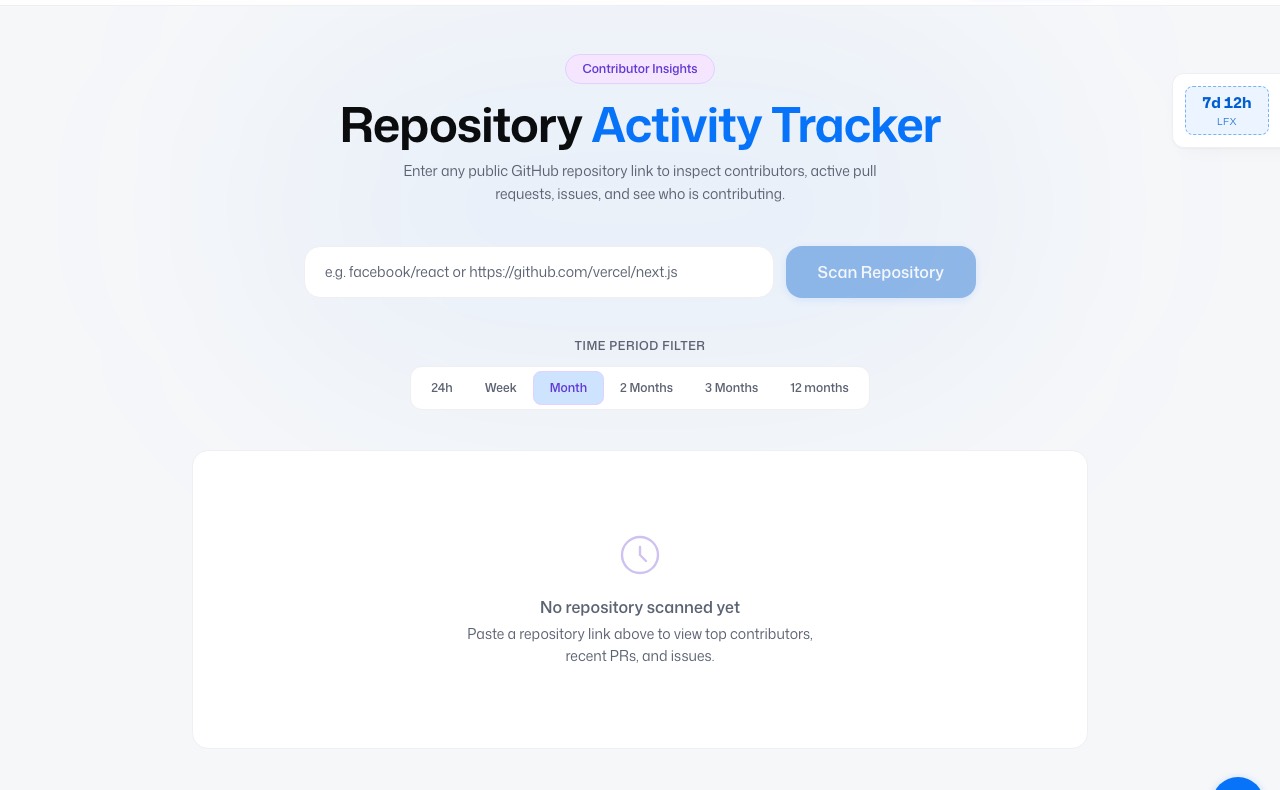 Contributor Insights
Repository Activity Tracker
7d 12h
LFX
Enter any public GitHub repository link to inspect contributors, active pull
requests, issues, and see who is contributing.
e.g. facebook/react or https://github.com/vercel/next.js
Scan Repository
TIME PERIOD FILTER
24h
Week
Month
2 Months
3 Months
12 months
No repository scanned yet
Paste a repository link above to view top contributors,
recent PRs, and issues.